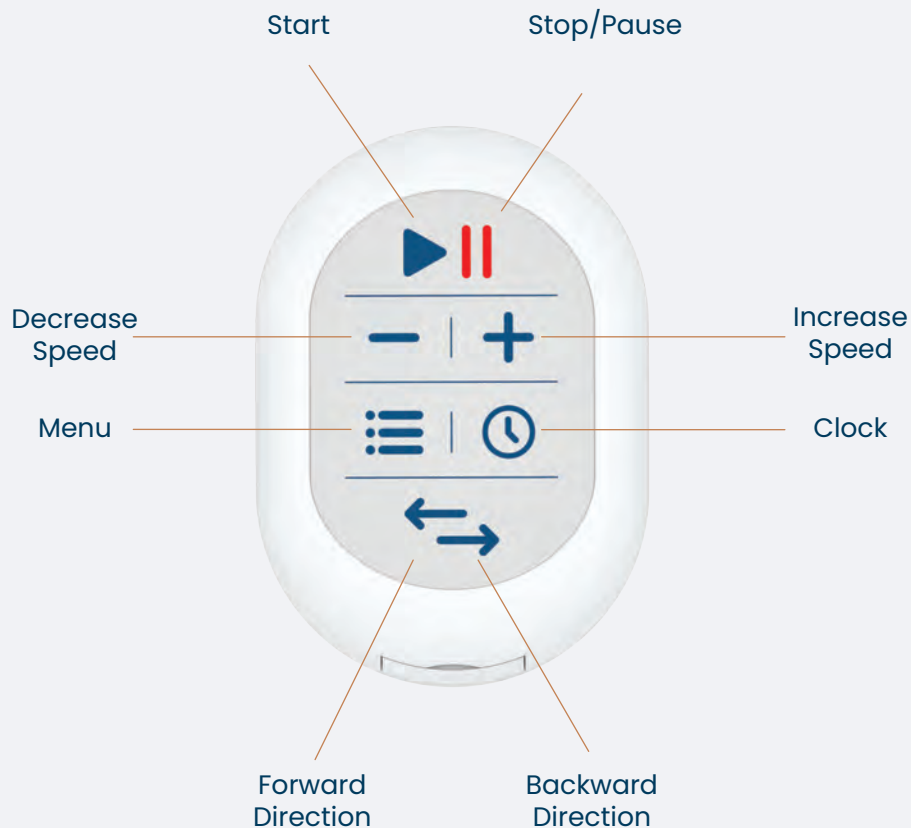 Start
Stop/Pause
Decrease
Speed
Increase
Speed
Menu
Clock
Forward
Direction
Backward
Direction